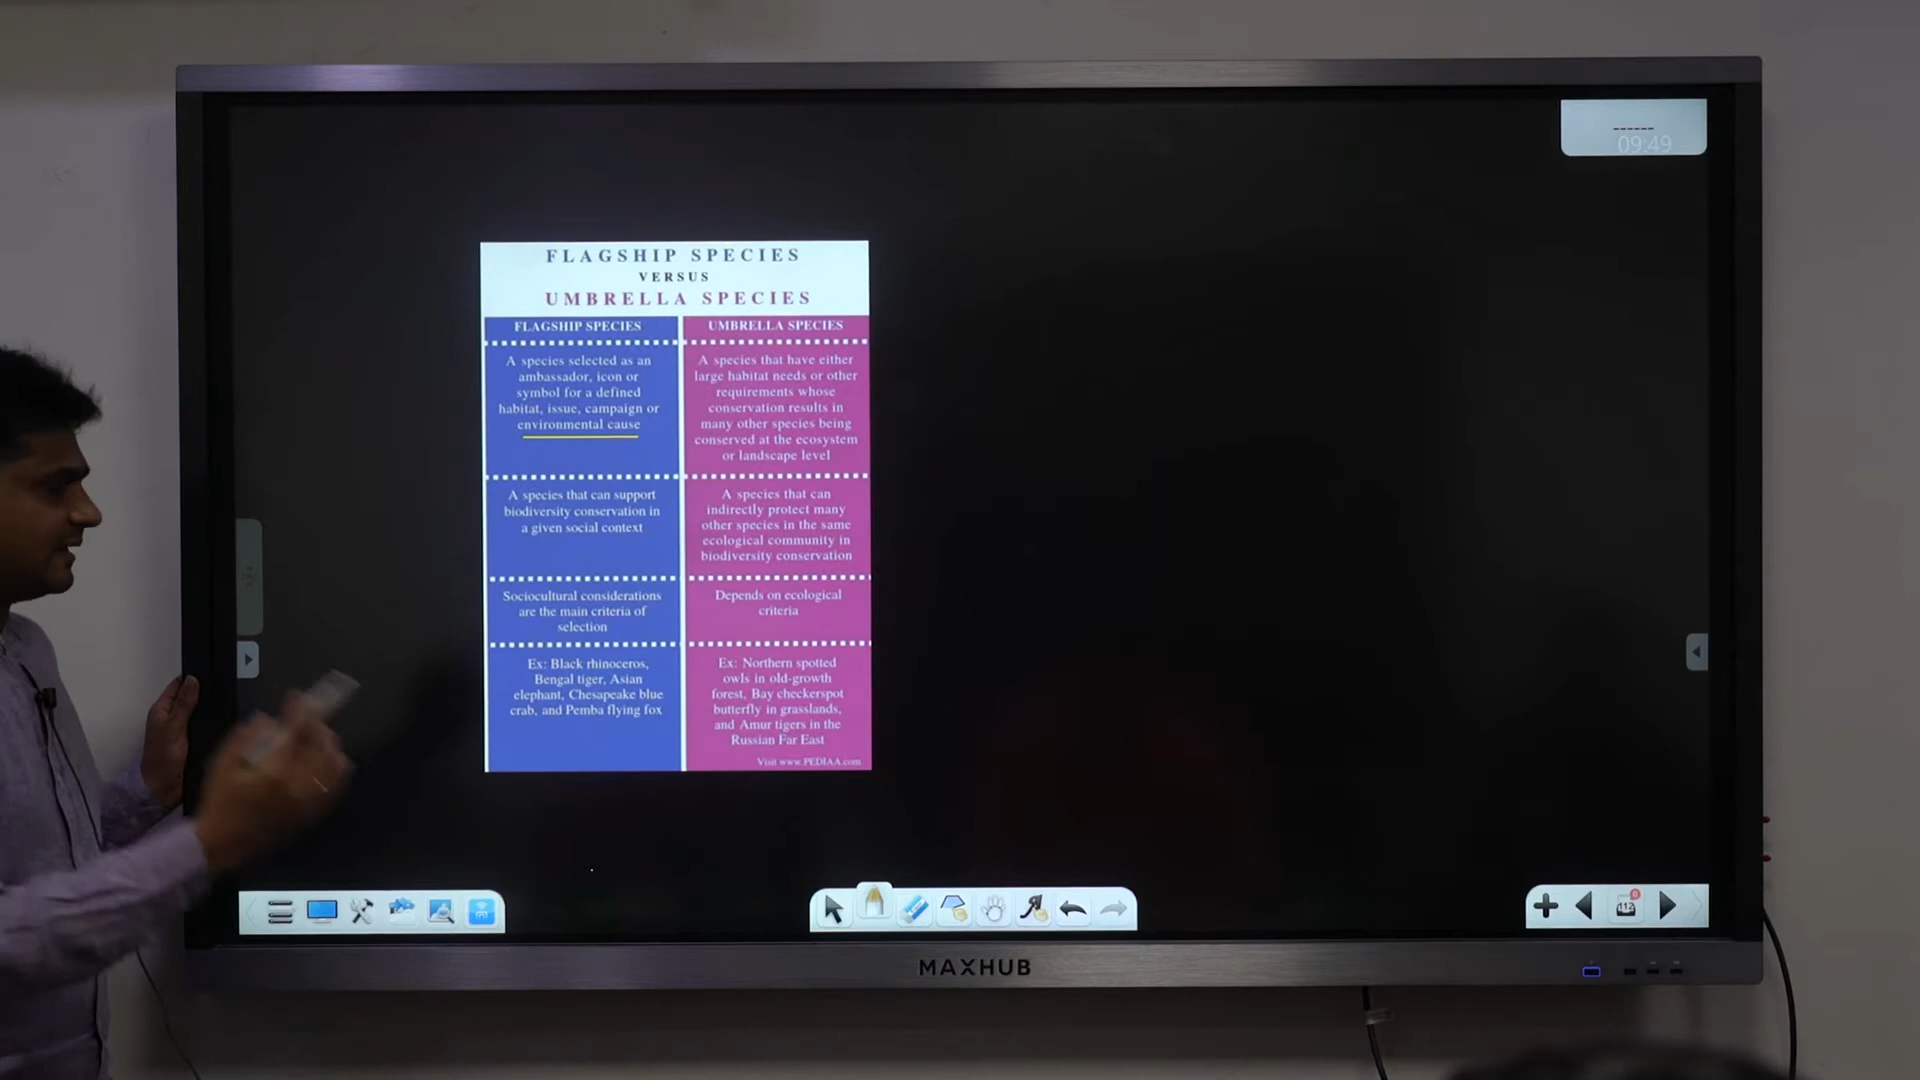 09:49
FLAGSHIP SPECIES
VERSUS
UMBRELLA SPECIES
FLAGSHIP SPECIES
A species selected as an
ambassador, icon or
symbol for a defined
habitat, issue, campaign or
environmental cause
A species that can support
biodiversity conservation in
a given social context
Sociocultural considerations
are the main criteria of
selection
Ex: Black rhinoceros,
Bengal tiger, Asian
elephant, Chesapeake blue
crab, and Pemba flying fox
UMBRELLA SPECIES
A species that have either
large habitat needs or other
requirements whose
conservation results in
many other species being
conserved at the ecosystem
or landscape level
A species that can
indirectly protect many
other species in the same
ecological community in
biodiversity conservation
Depends on ecological
criteria
Ex: Northern spotted
owls in old-growth
forest, Bay checkerspot
butterfly in grasslands,
and Amur tigers in the
Russian Far East
Visit www.PEDIAA.com
112
MAXHUB